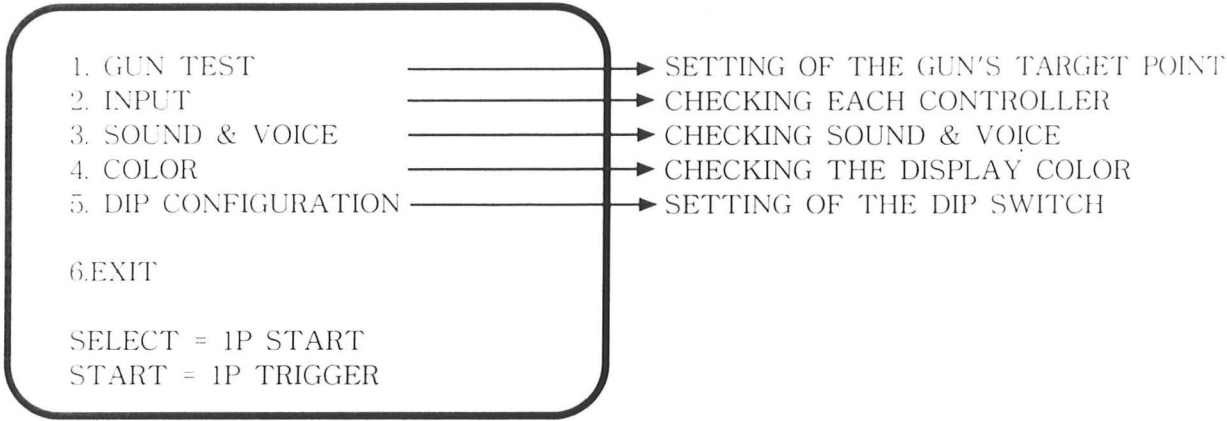 1. GUN TEST SETTING OF THE GUN'S TARGET POINT
2. INPUT CHECKING EACH CONTROLLER
3. SOUND & VOICE CHECKING SOUND & VOICE
4. COLOR CHECKING THE DISPLAY COLOR
5. DIP CONFIGURATION SETTING OF THE DIP SWITCH
6.EXIT
SELECT = 1P START
START = 1P TRIGGER